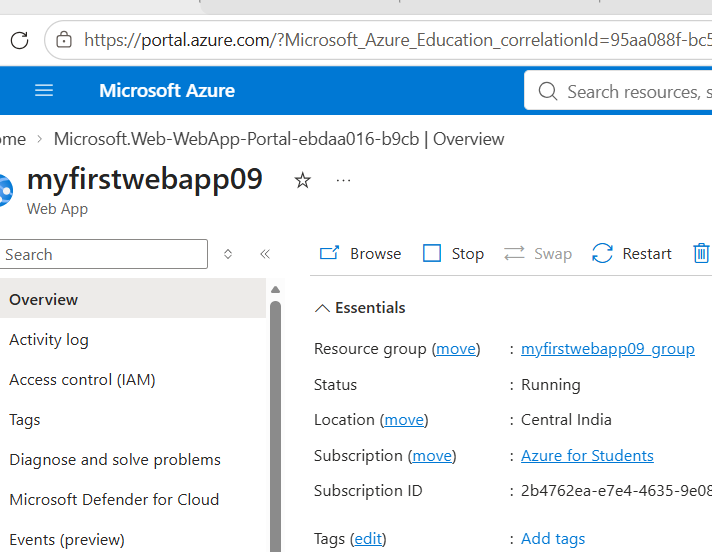 https://portal.azure.com/?Microsoft_Azure_Education_correlationId=95aa088f-bc5
Microsoft Azure
Search resources, s
ome > Microsoft.Web-WebApp-Portal-ebdaa016-b9cb | Overview
myfirstwebapp09
Web App
Search
Browse Stop Swap Restart
Overview
Essentials
Activity log
Resource group (move) : myfirstwebapp09_group
Access control (IAM)
Status : Running
Tags
Location (move) : Central India
Diagnose and solve problems
Subscription (move) : Azure for Students
Microsoft Defender for Cloud
Subscription ID : 2b4762ea-e7e4-4635-9e08
Events (preview)
Tags (edit) : Add tags